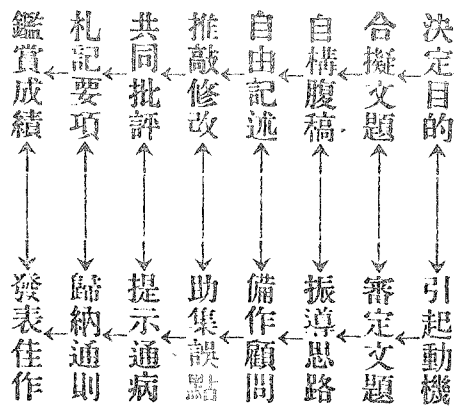 決定目的
合擬文題
自構腹稿
自由記述
推敲修改
共同批評
札記要項
鑑賞成績
引起動機
審定文題
振導思路
備作顧問
助集誤點
提示通病
歸納通則
發表佳作